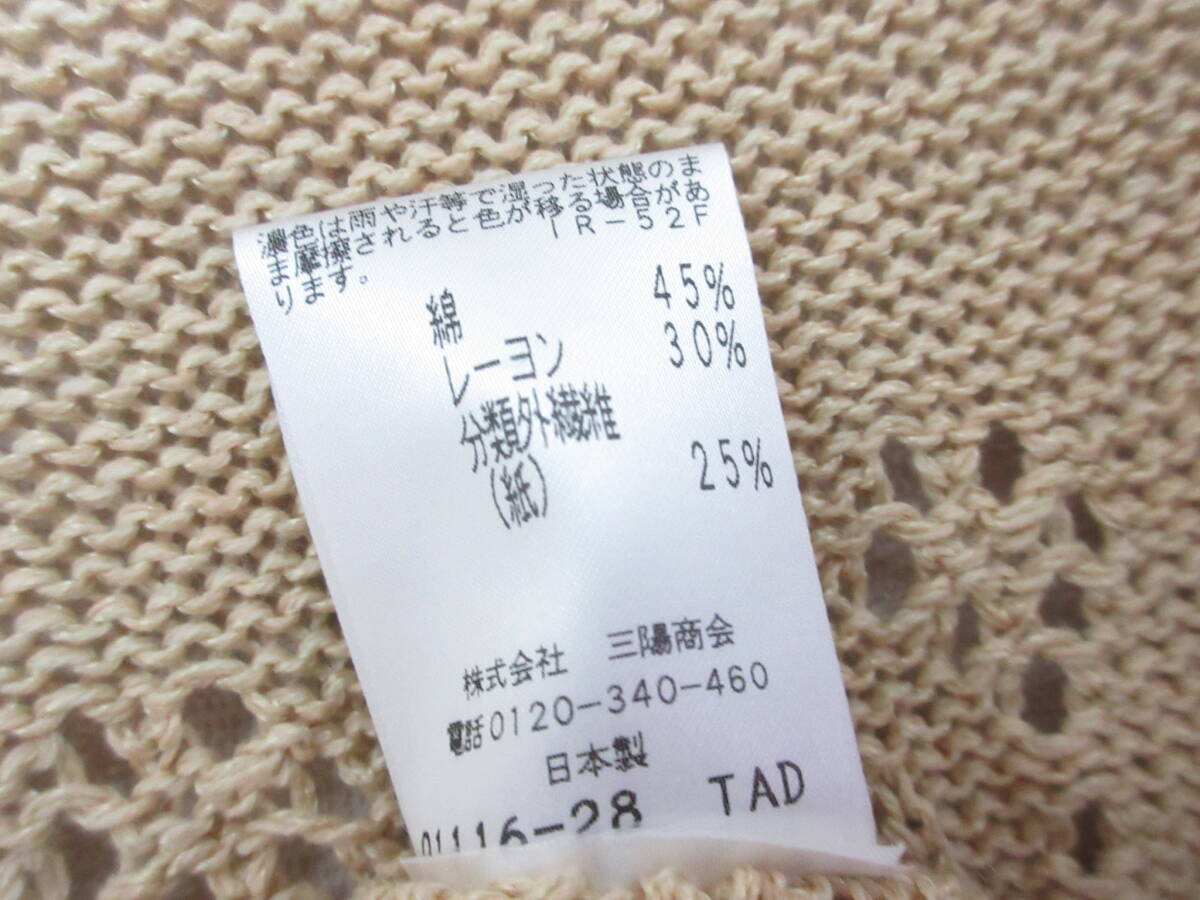 濃色は雨や汗等で湿った状態のま
ま摩擦されると色が移る場合があ
ります。 IR-52F
綿 45%
レーヨン 30%
分類外繊維
(紙) 25%
株式会社 三陽商会
電話0120-340-460
日本製
01116-28 TAD